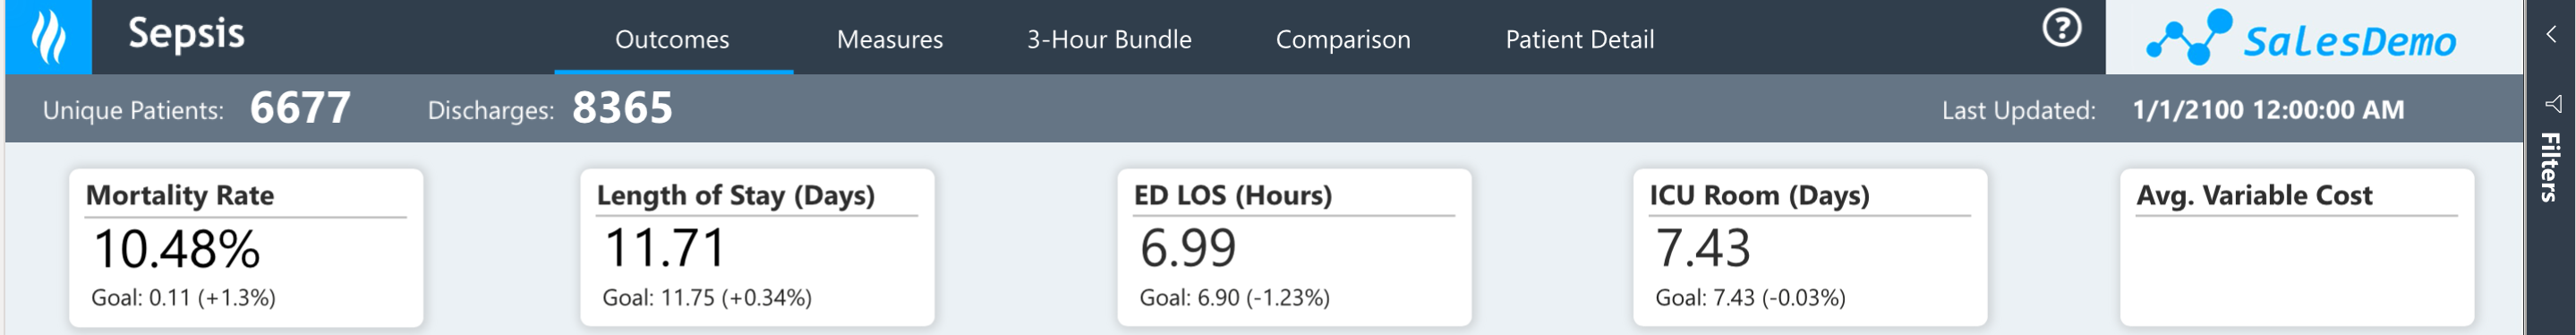 Sepsis
Outcomes Measures 3-Hour Bundle Comparison Patient Detail
?
SalesDemo
Unique Patients: 6677 Discharges: 8365 Last Updated: 1/1/2100 12:00:00 AM
Filters
Mortality Rate
10.48%
Goal: 0.11 (+1.3%)
Length of Stay (Days)
11.71
Goal: 11.75 (+0.34%)
ED LOS (Hours)
6.99
Goal: 6.90 (-1.23%)
ICU Room (Days)
7.43
Goal: 7.43 (-0.03%)
Avg. Variable Cost